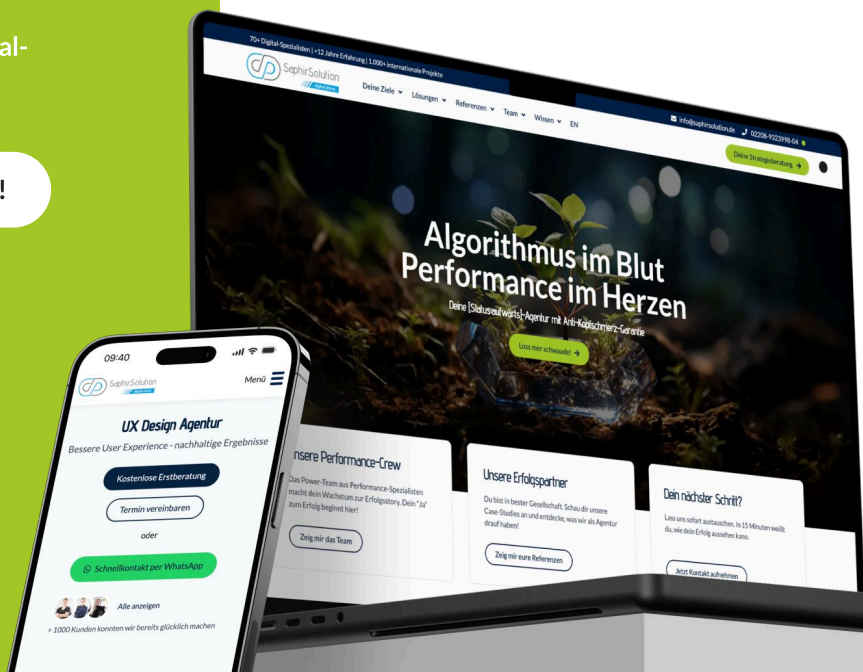 al-
!
70+ Digital-Spezialisten | >12 Jahre Erfahrung | 1.000+ internationale Projekte
info@saphirsolution.de 02208-9323998-04
SaphirSolution
Deine Ziele Lösungen Referenzen Team Wissen EN
Deine Strategieberatung →
Algorithmus im Blut
Performance im Herzen
Deine [Status:aufwärts]-Agentur mit Anti-Kopfschmerz-Garantie
Loss mer schwaade! →
nsere Performance-Crew
Das Power-Team aus Performance-Spezialisten
macht dein Wachstum zur Erfolgsstory. Dein "Ja"
zum Erfolg beginnt hier!
Zeig mir das Team
Unsere Erfolgspartner
Du bist in bester Gesellschaft. Schau dir unsere
Case-Studies an und entdecke, was wir als Agentur
drauf haben!
Zeig mir eure Referenzen
Dein nächster Schritt?
Lass uns sofort austauschen. In 15 Minuten weißt
du, wie dein Erfolg aussehen kann.
Jetzt Kontakt aufnehmen
09:40
SaphirSolution
Menü
UX Design Agentur
Bessere User Experience - nachhaltige Ergebnisse
Kostenlose Erstberatung
Termin vereinbaren
oder
Schnellkontakt per WhatsApp
Alle anzeigen
> 1000 Kunden konnten wir bereits glücklich machen